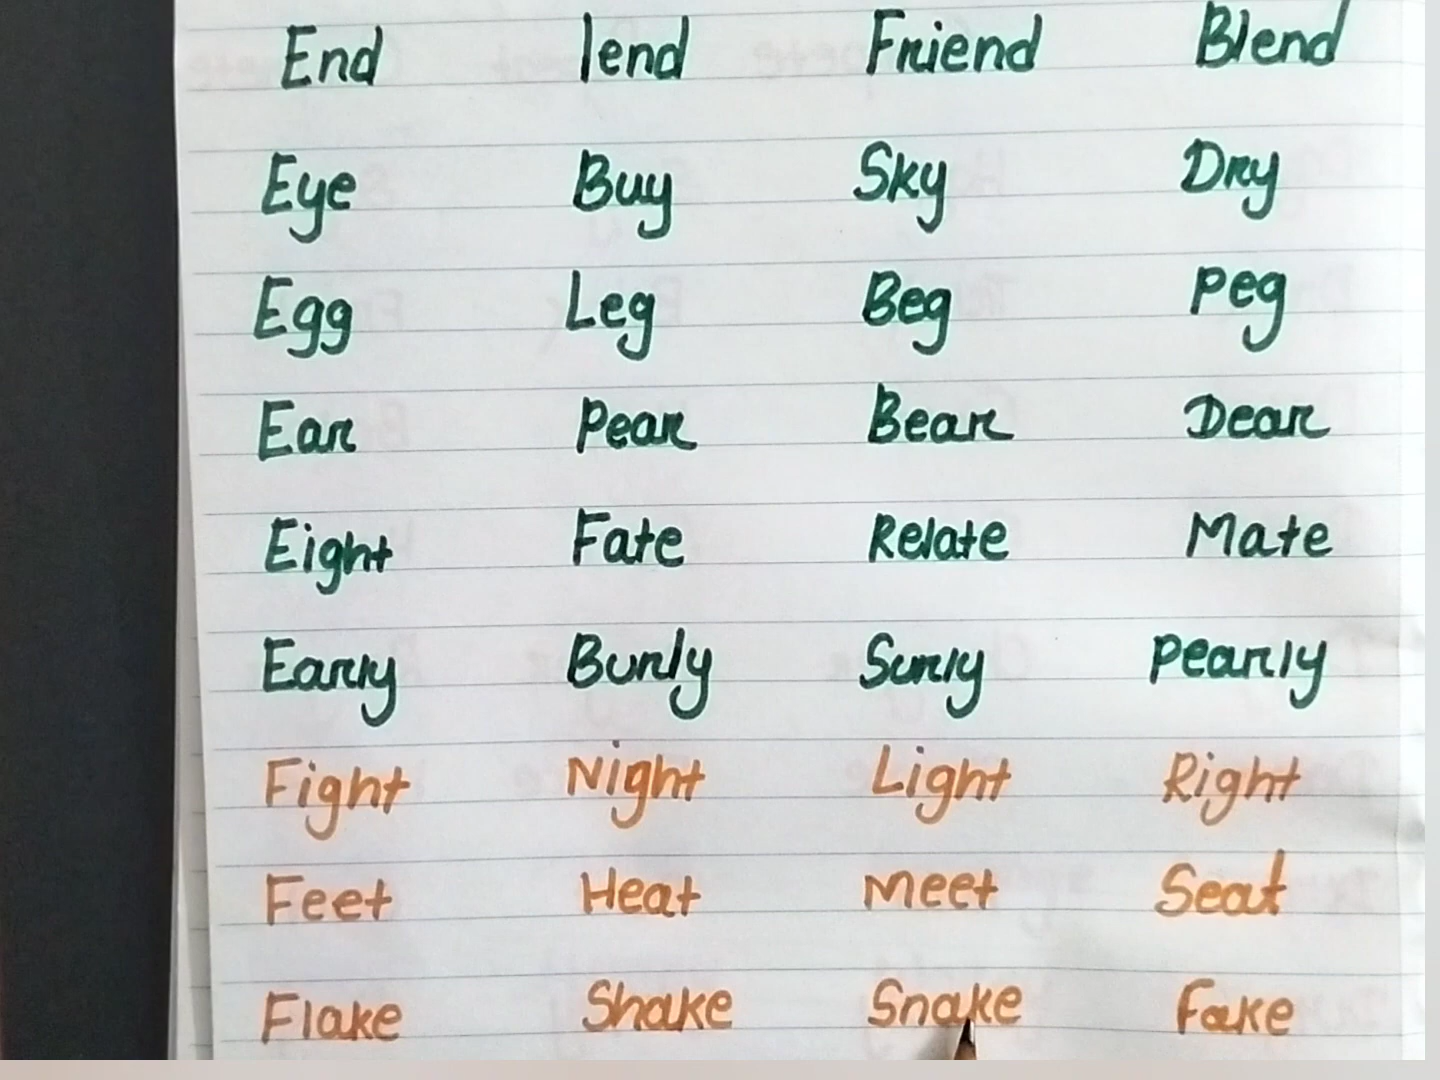 End lend Friend Blend
Eye Buy Sky Dry
Egg Leg Beg Peg
Ear Pear Bear Dear
Eight Fate Relate Mate
Early Burly Surly Pearly
Fight Night Light Right
Feet Heat Meet Seat
Flake Shake Snake Fake